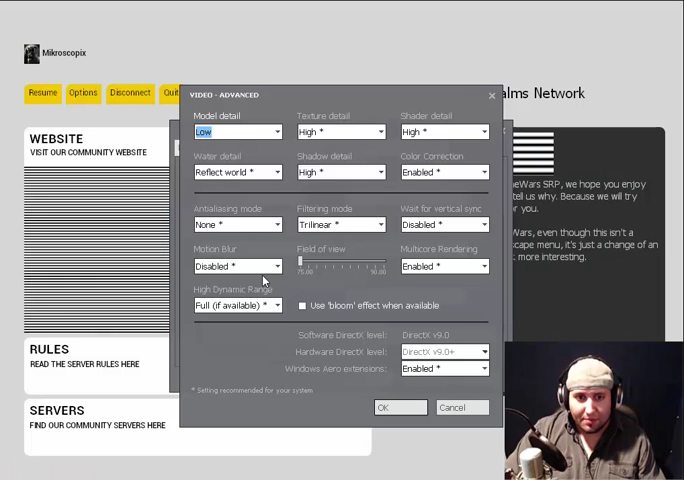 Mikroscopix
Resume Options Disconnect
alms Network
VIDEO - ADVANCED
Model detail Texture detail Shader detail
Low High * High *
Water detail Shadow detail Color Correction
Reflect world * High * Enabled *
Antialiasing mode Filtering mode Wait for vertical sync
None * Trilinear * Disabled *
Motion Blur Field of view Multicore Rendering
Disabled * 75.00 90.00 Enabled *
High Dynamic Range
Full (if available) * Use 'bloom' effect when available
Software DirectX level: DirectX v9.0
Hardware DirectX level: DirectX v9.0+
Windows Aero extensions: Enabled *
* Setting recommended for your system
OK Cancel
WEBSITE
VISIT OUR COMMUNITY WEBSITE
RULES
READ THE SERVER RULES HERE
SERVERS
FIND OUR COMMUNITY SERVERS HERE
eWars SRP, we hope you enjoy
tell us why. Because we will try
r you.
Wars, even though this isn't a
scape menu, it's just a change of
more interesting.